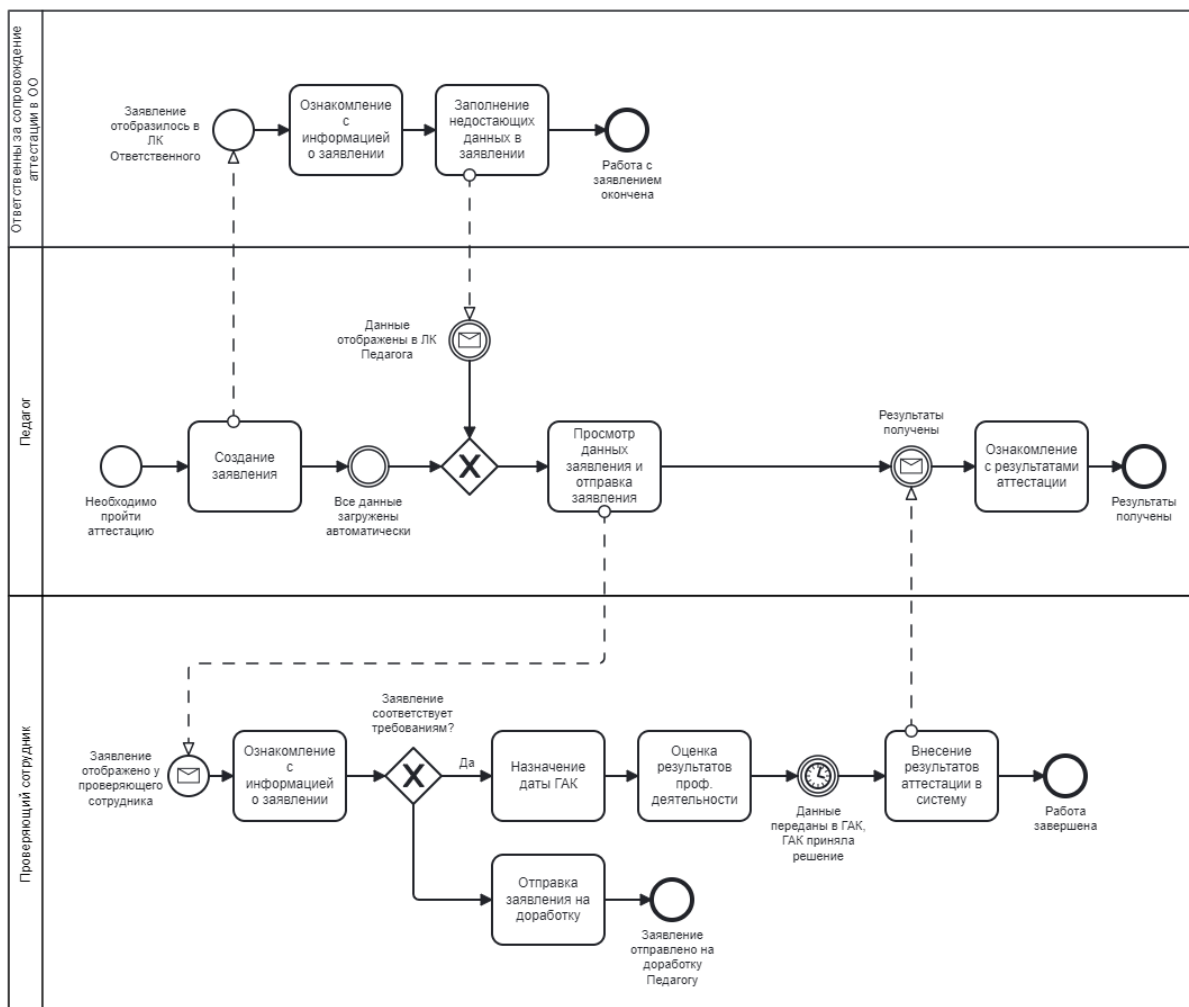 Ответственны за сопровождение
аттестации в ОО
Заявление
отобразилось в
ЛК
Ответственного
Ознакомление
с
информацией
о заявлении
Заполнение
недостающих
данных в
заявлении
Работа с
заявлением
окончена
Педагог
Данные
отображены в ЛК
Педагога
Необходимо
пройти
аттестацию
Создание
заявления
Все данные
загружены
автоматически
Просмотр
данных
заявления и
отправка
заявления
Результаты
получены
Ознакомление
с результатами
аттестации
Результаты
получены
Проверяющий сотрудник
Заявление
отображено у
проверяющего
сотрудника
Ознакомление
с
информацией
о заявлении
Заявление
соответствует
требованиям?
Да
Назначение
даты ГАК
Оценка
результатов
проф.
деятельности
Данные
переданы в ГАК,
ГАК приняла
решение
Внесение
результатов
аттестации в
систему
Работа
завершена
Отправка
заявления на
доработку
Заявление
отправлено на
доработку
Педагогу